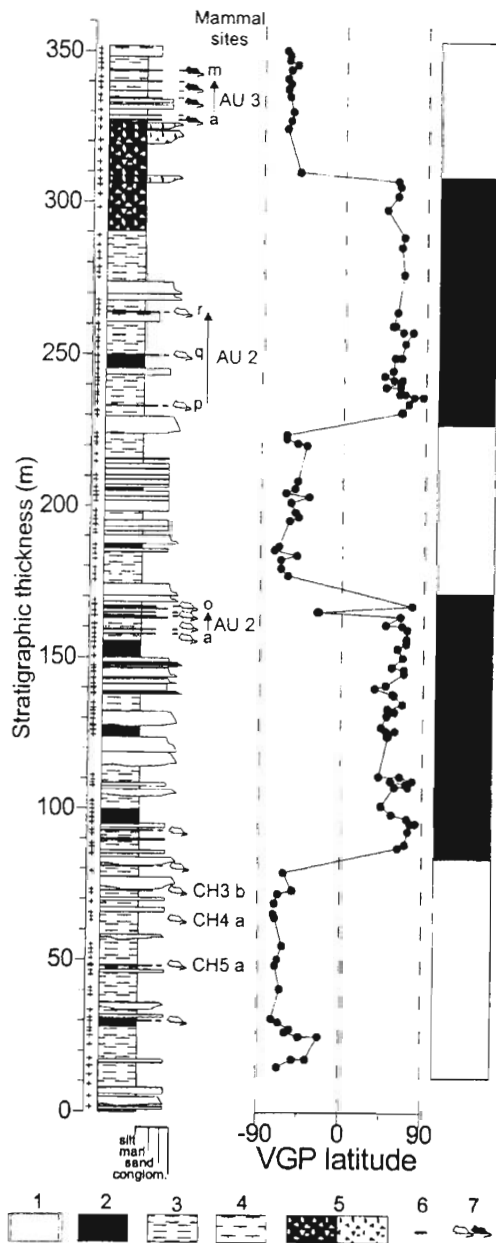 Mammal
sites
350
m
AU 3
a
300
r
q
AU 2
250
p
Stratigraphic thickness (m)
200
o
AU 2
a
150
100
CH3 b
CH4 a
50
CH5 a
0
silt
marl
sand
conglom.
-90 0 90
VGP latitude
1 2 3 4 5 6 7